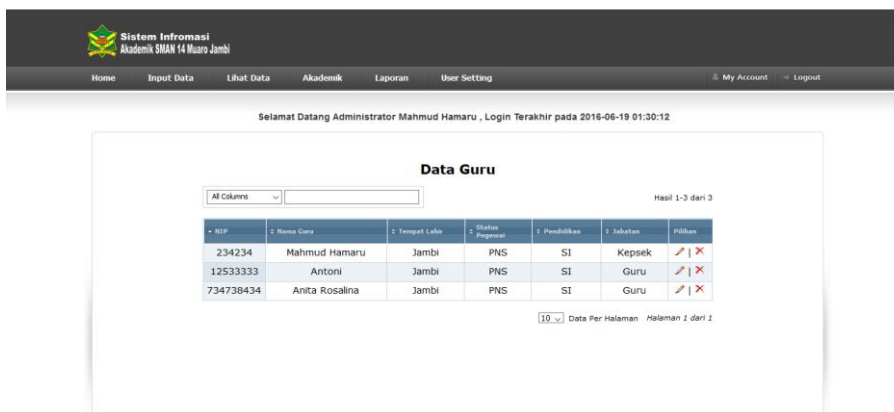 Sistem Infromasi
Akademik SMAN 14 Muaro Jambi
Home Input Data Lihat Data Akademik Laporan User Setting My Account Logout
Selamat Datang Administrator Mahmud Hamaru , Login Terakhir pada 2016-06-19 01:30:12
Data Guru
All Columns Hasil 1-3 dari 3
NIP Nama Guru Tempat Lahir Status Pegawai Pendidikan Jabatan Pilihan
234234 Mahmud Hamaru Jambi PNS SI Kepsek |
12533333 Antoni Jambi PNS SI Guru |
734738434 Anita Rosalina Jambi PNS SI Guru |
10 Data Per Halaman Halaman 1 dari 1